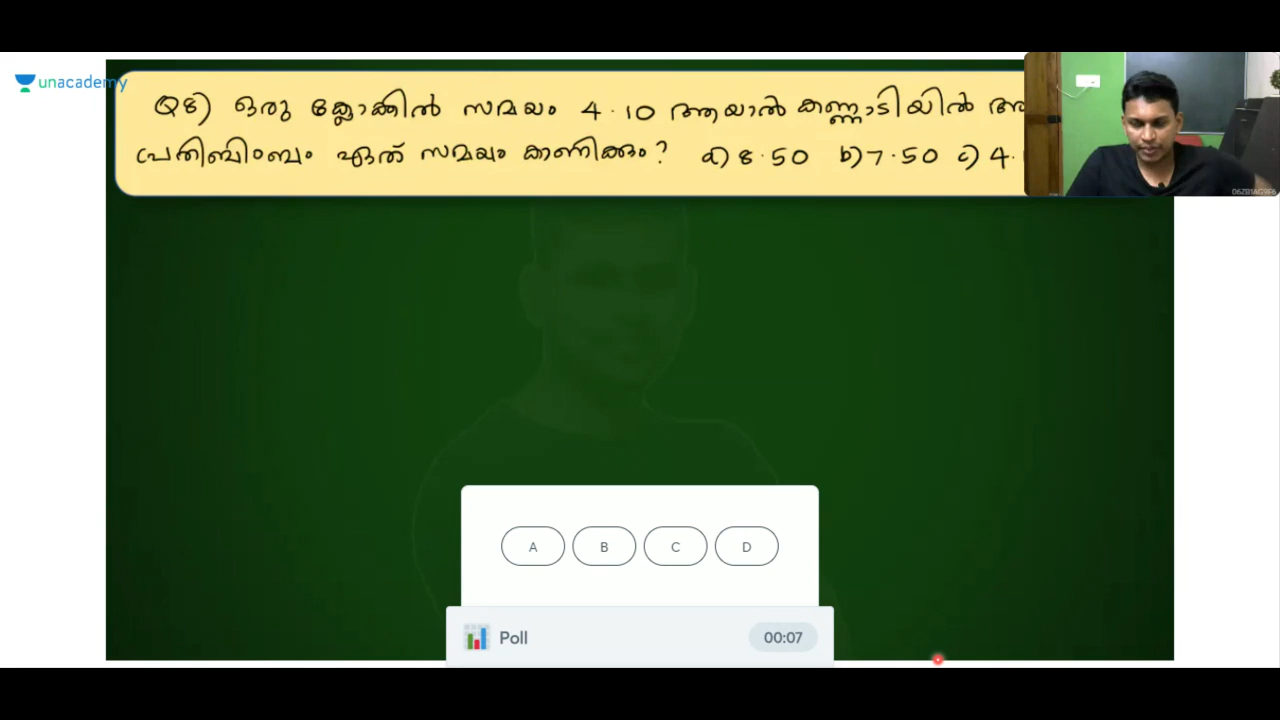 unacademy
Q8) ഒരു ക്ലോക്കിൽ സമയം 4.10 ആയാൽ കണ്ണാടിയിൽ
പ്രതിബിംബം ഏത് സമയം കാണിക്കും? a) 8.50 b) 7.50 c) 4.
06ZB1AG9F6
A B C D
Poll 00:07